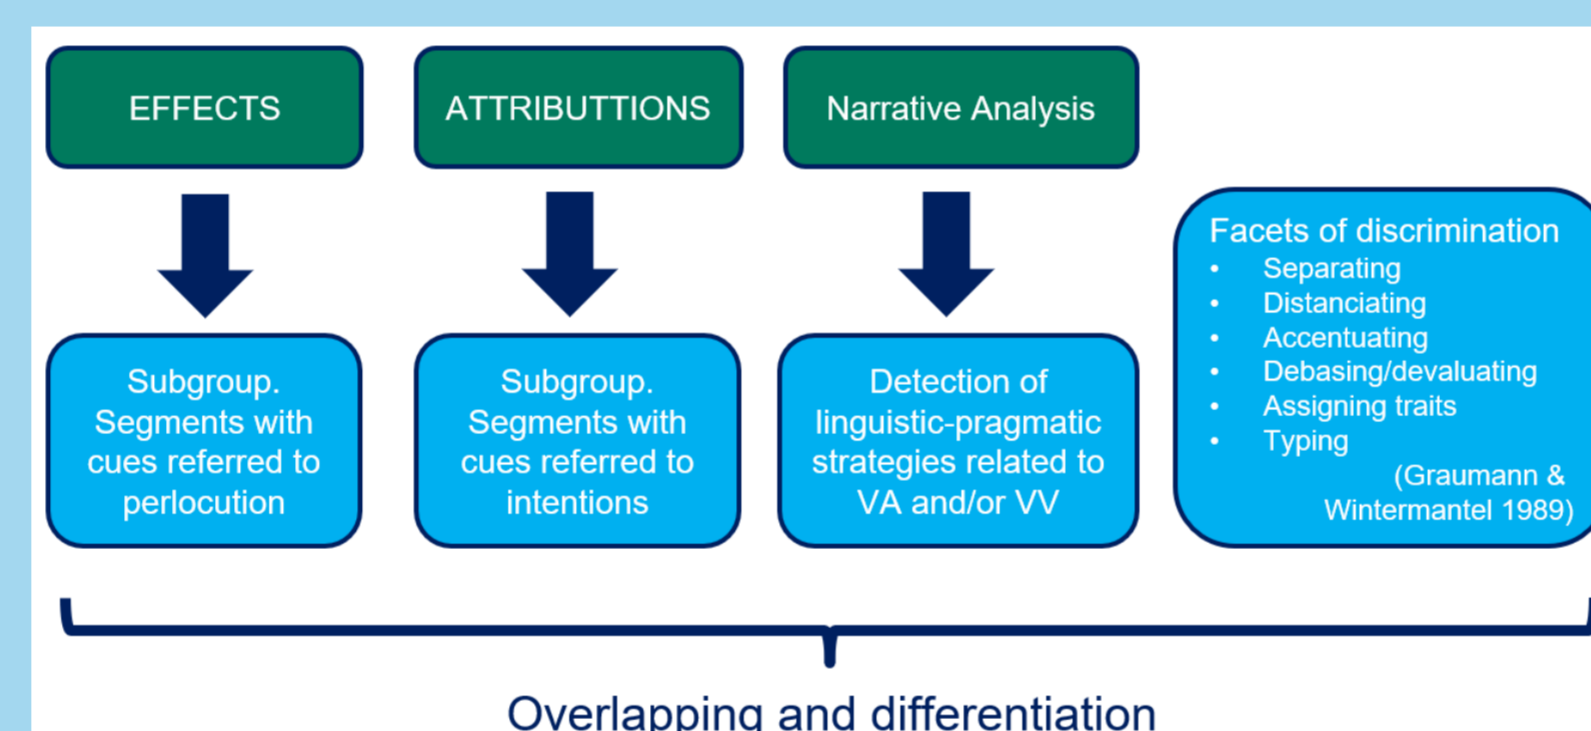 EFFECTS
ATTRIBUTTIONS
Narrative Analysis
Subgroup.
Segments with
cues referred to
perlocution
Subgroup.
Segments with
cues referred to
intentions
Detection of
linguistic-pragmatic
strategies related to
VA and/or VV
Facets of discrimination
• Separating
• Distanciating
• Accentuating
• Debasing/devaluating
• Assigning traits
• Typing
(Graumann &
Wintermantel 1989)
Overlapping and differentiation